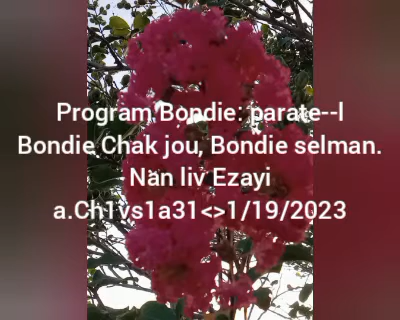 Program Bondie: parate--l
Bondie Chak jou, Bondie selman.
Nan liv Ezayi
a.Ch1vs1a31<>1/19/2023